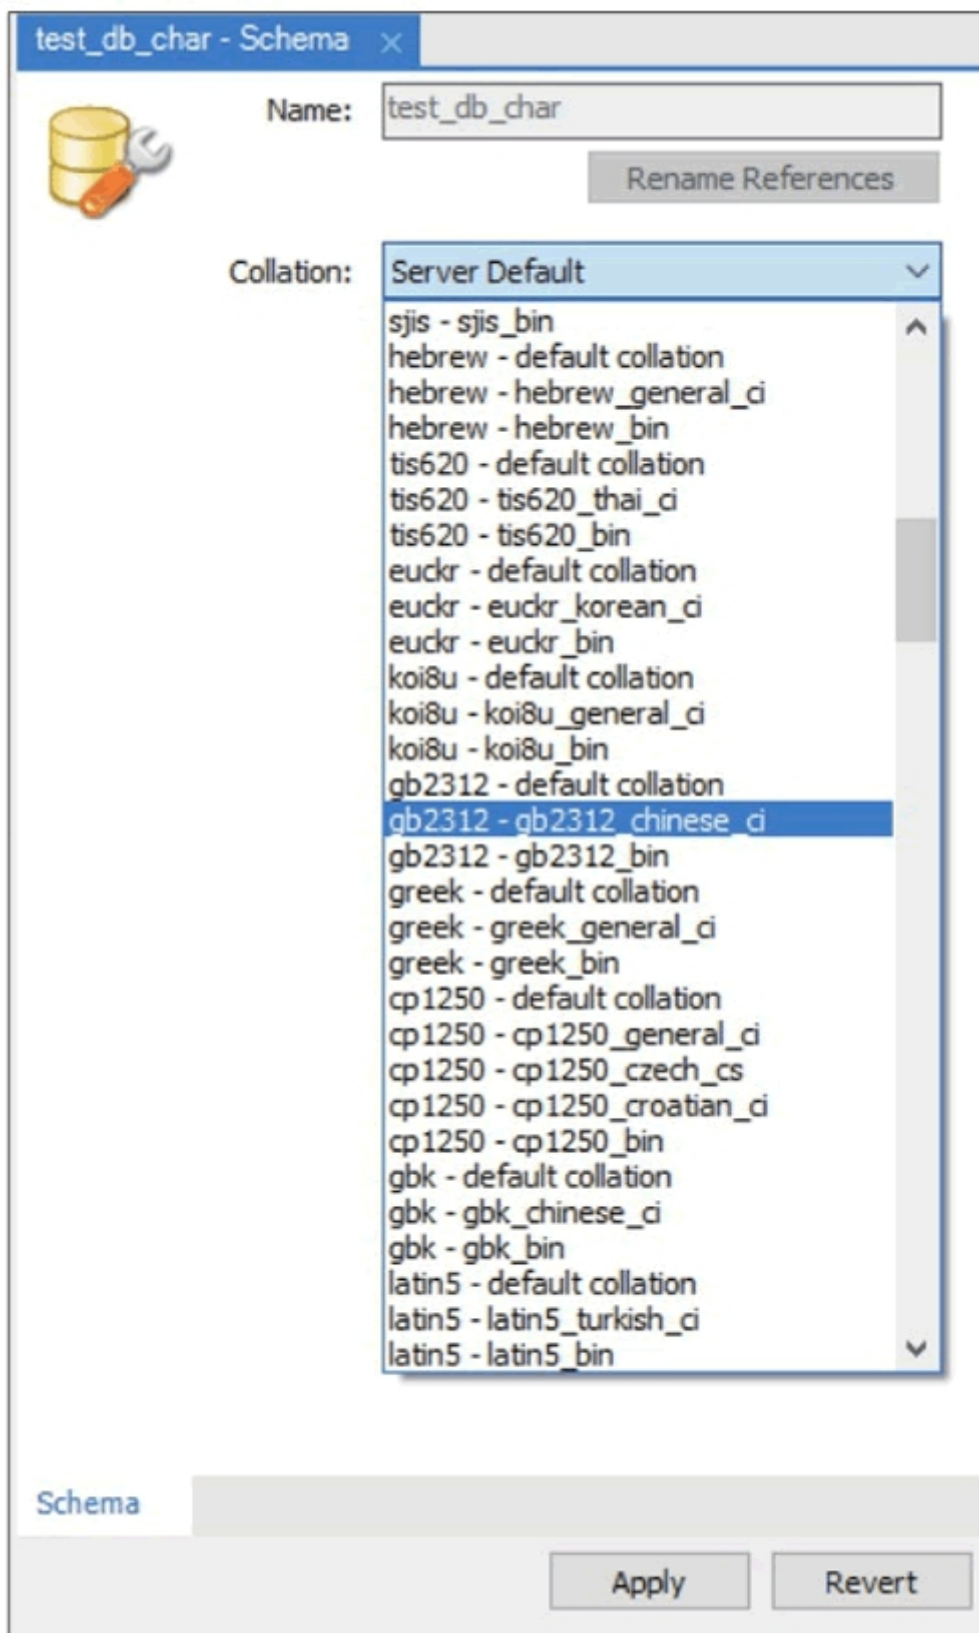 test_db_char - Schema ×
Name: test_db_char
Rename References
Collation: Server Default
sjis - sjis_bin
hebrew - default collation
hebrew - hebrew_general_ci
hebrew - hebrew_bin
tis620 - default collation
tis620 - tis620_thai_ci
tis620 - tis620_bin
euckr - default collation
euckr - euckr_korean_ci
euckr - euckr_bin
koi8u - default collation
koi8u - koi8u_general_ci
koi8u - koi8u_bin
gb2312 - default collation
gb2312 - gb2312_chinese_ci
gb2312 - gb2312_bin
greek - default collation
greek - greek_general_ci
greek - greek_bin
cp1250 - default collation
cp1250 - cp1250_general_ci
cp1250 - cp1250_czech_cs
cp1250 - cp1250_croatian_ci
cp1250 - cp1250_bin
gbk - default collation
gbk - gbk_chinese_ci
gbk - gbk_bin
latin5 - default collation
latin5 - latin5_turkish_ci
latin5 - latin5_bin
Schema
Apply Revert